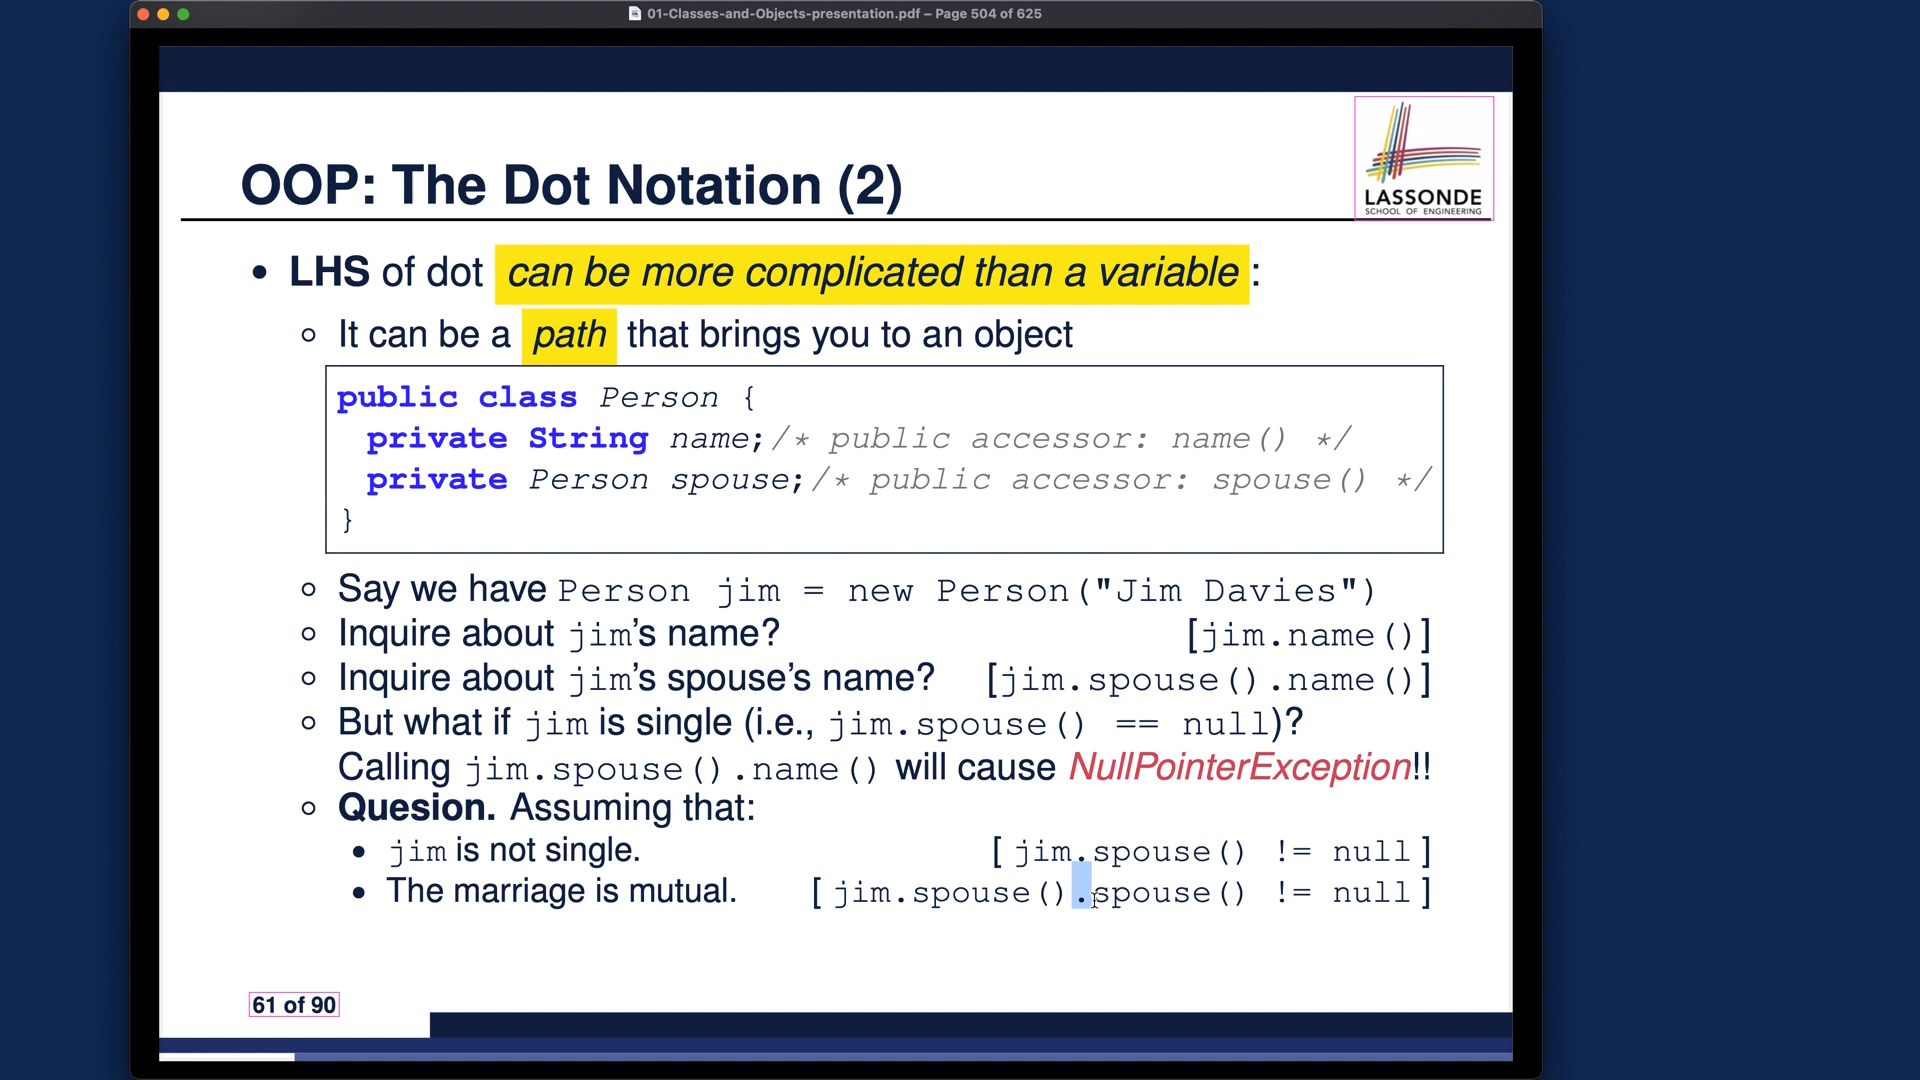 01-Classes-and-Objects-presentation.pdf – Page 504 of 625
LASSONDE
SCHOOL OF ENGINEERING
OOP: The Dot Notation (2)
• LHS of dot can be more complicated than a variable :
○ It can be a path that brings you to an object
public class Person {
private String name;/* public accessor: name() */
private Person spouse;/* public accessor: spouse() */
}
○ Say we have Person jim = new Person("Jim Davies")
○ Inquire about jim’s name? [jim.name()]
○ Inquire about jim’s spouse’s name? [jim.spouse().name()]
○ But what if jim is single (i.e., jim.spouse() == null)?
Calling jim.spouse().name() will cause NullPointerException!!
○ Quesion. Assuming that:
• jim is not single. [ jim.spouse() != null ]
• The marriage is mutual. [ jim.spouse().spouse() != null ]
61 of 90